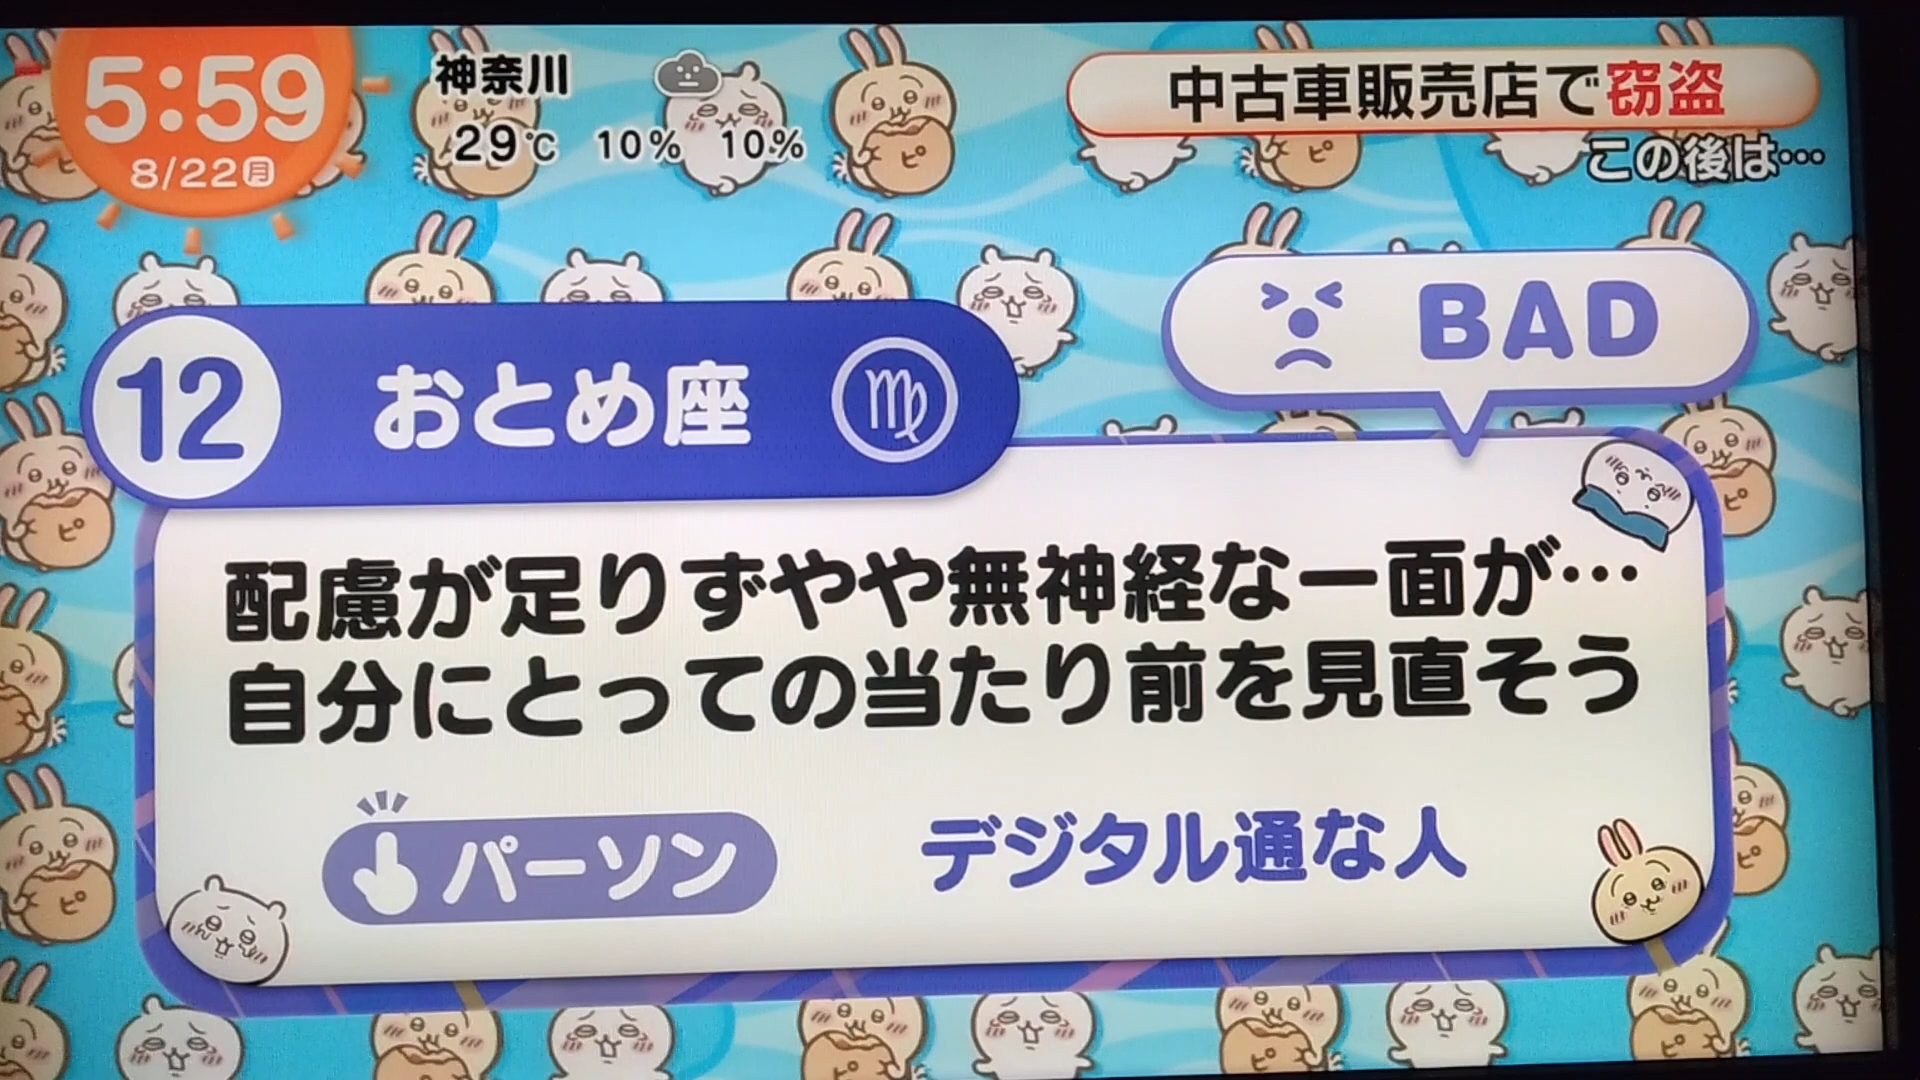 5:59
8/22月
神奈川
29℃ 10% 10%
中古車販売店で窃盗
この後は…
12 おとめ座
BAD
配慮が足りずやや無神経な一面が…
自分にとっての当たり前を見直そう
パーソン デジタル通な人